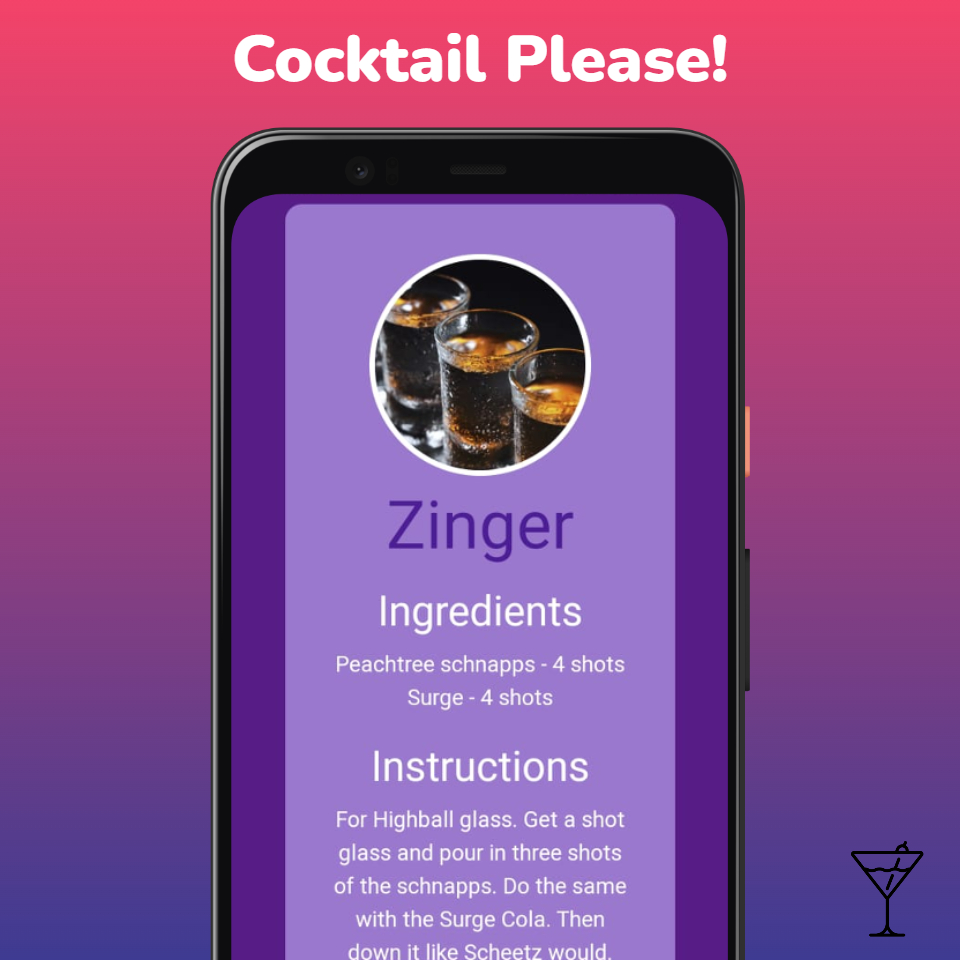 Cocktail Please!
Zinger
Ingredients
Peachtree schnapps - 4 shots
Surge - 4 shots
Instructions
For Highball glass. Get a shot
glass and pour in three shots
of the schnapps. Do the same
with the Surge Cola. Then
down it like Scheetz would.